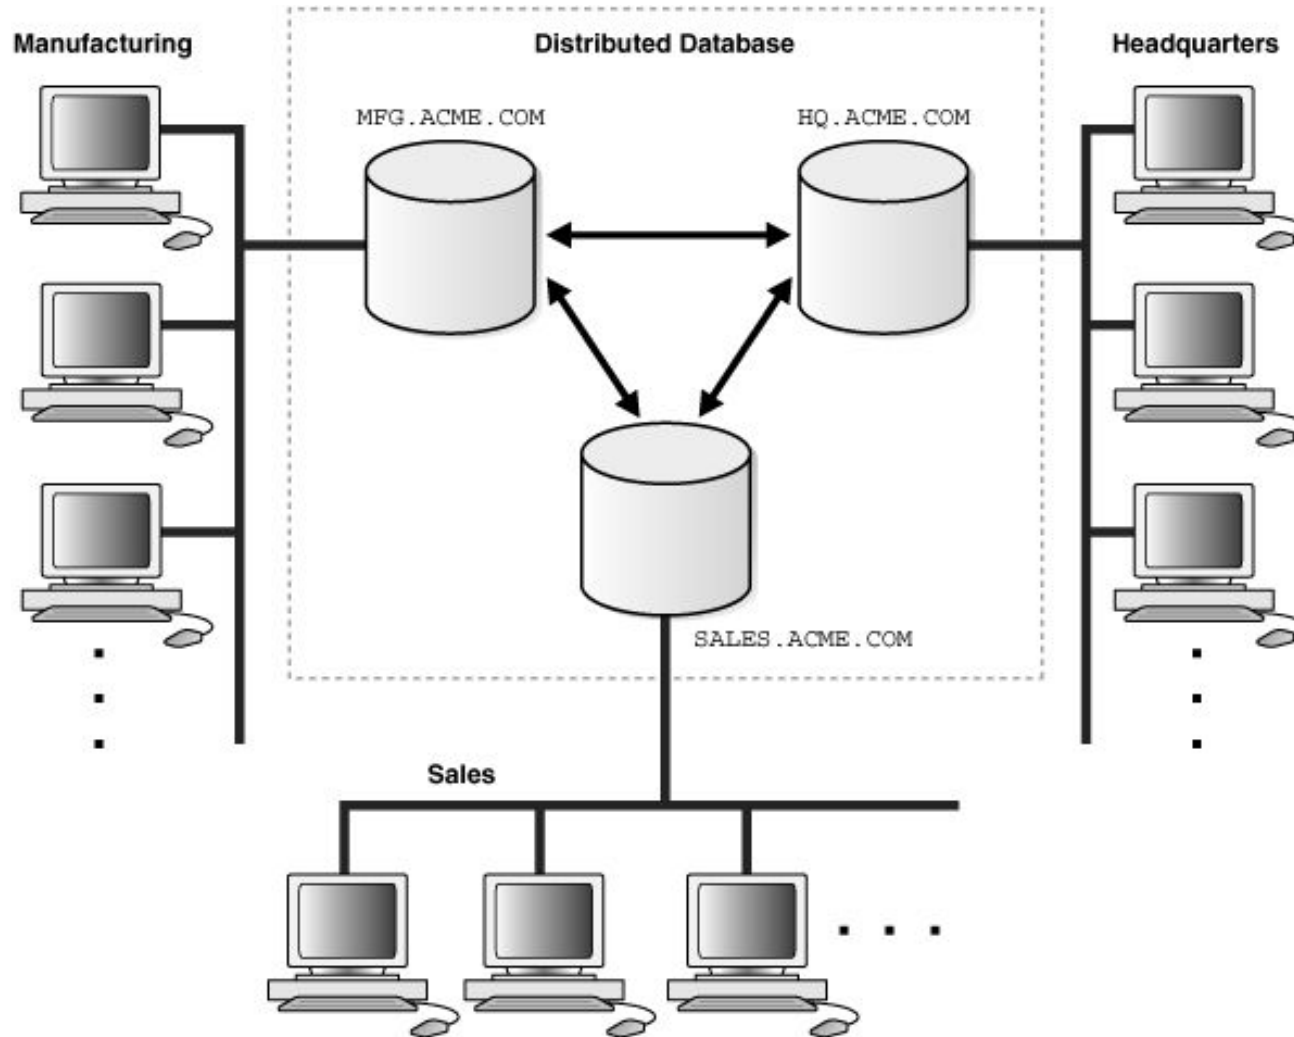 Manufacturing
Distributed Database
Headquarters
MFG.ACME.COM
HQ.ACME.COM
SALES.ACME.COM
Sales